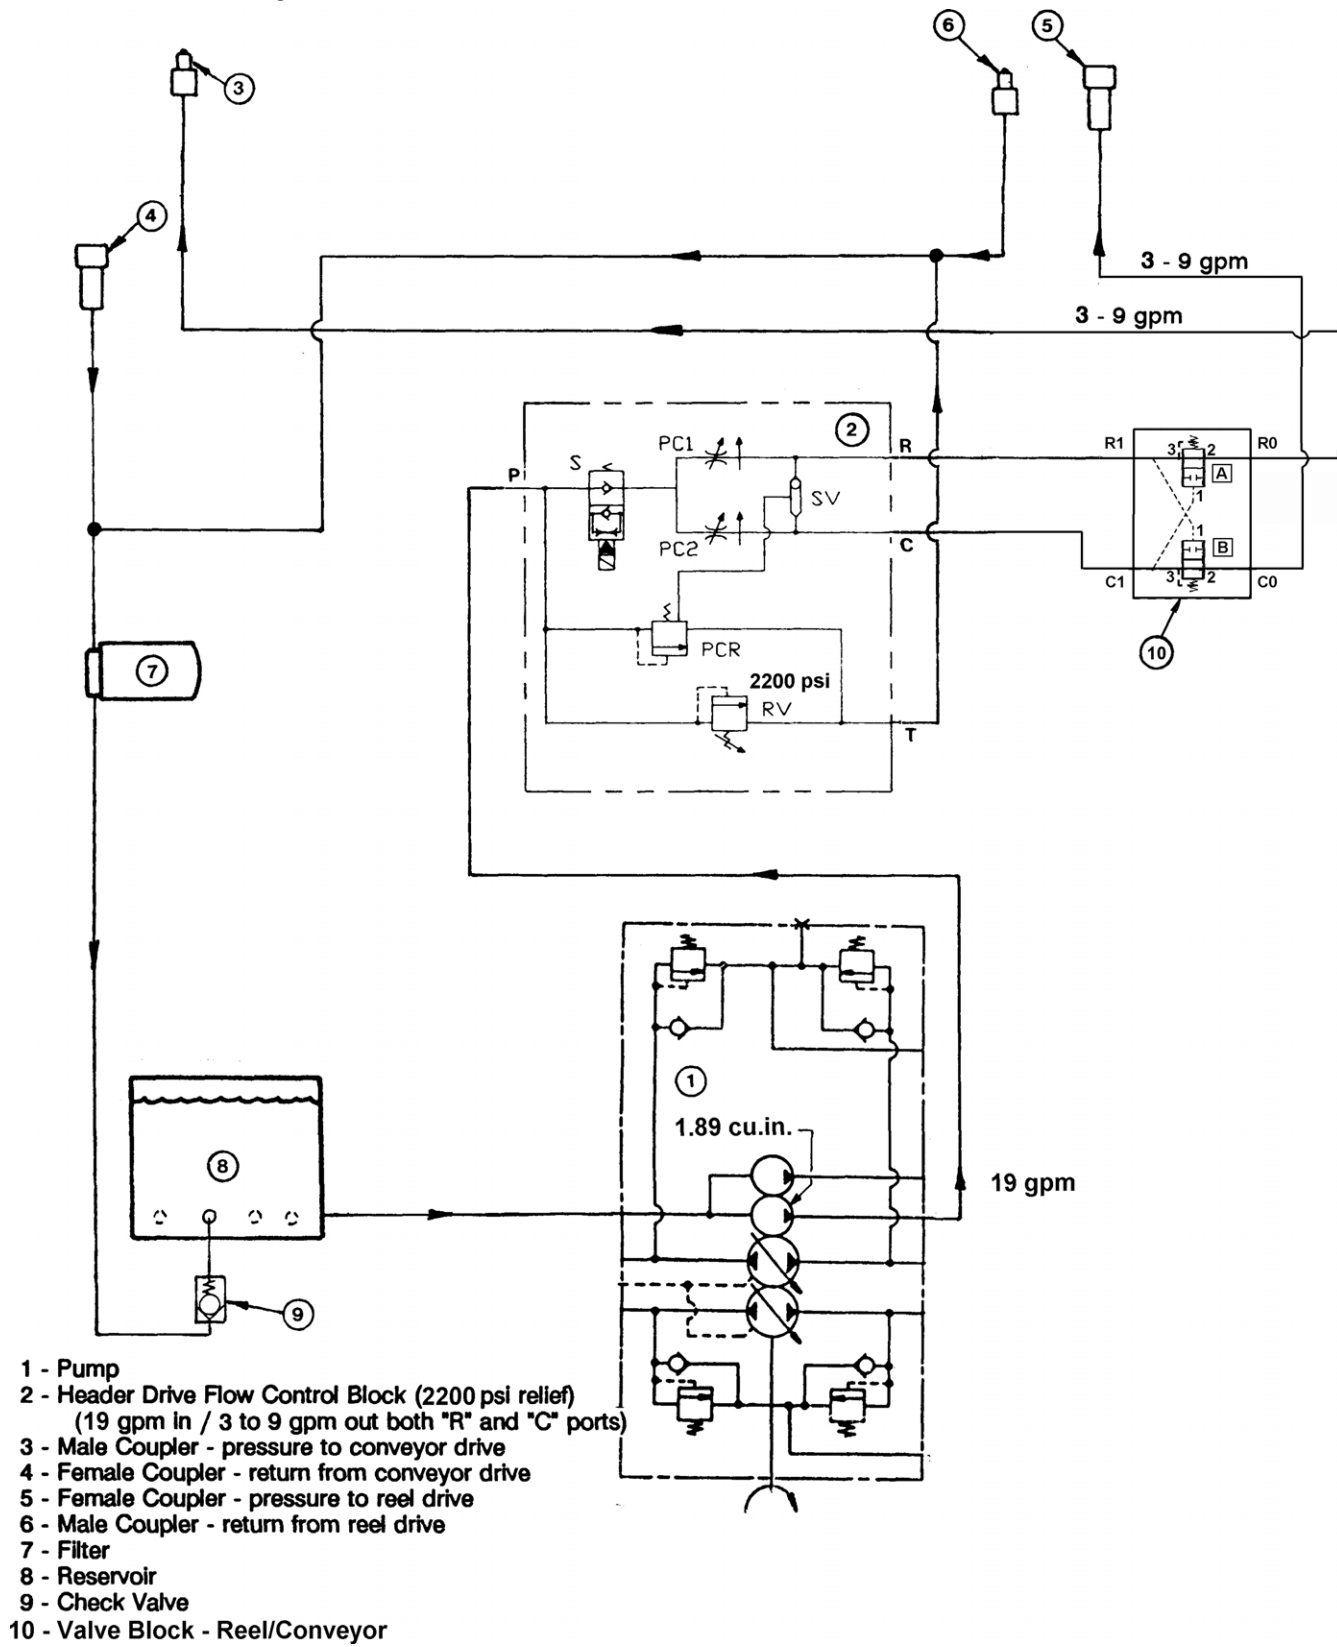 6
5
3
4
3 - 9 gpm
3 - 9 gpm
2
PC1
R
R1
3
2
R0
S
P
A
SV
1
1
PC2
C
B
C1
3
2
C0
10
PCR
7
2200 psi
RV
T
1
1.89 cu.in.
8
19 gpm
9
1 - Pump
2 - Header Drive Flow Control Block (2200 psi relief)
(19 gpm in / 3 to 9 gpm out both "R" and "C" ports)
3 - Male Coupler - pressure to conveyor drive
4 - Female Coupler - return from conveyor drive
5 - Female Coupler - pressure to reel drive
6 - Male Coupler - return from reel drive
7 - Filter
8 - Reservoir
9 - Check Valve
10 - Valve Block - Reel/Conveyor